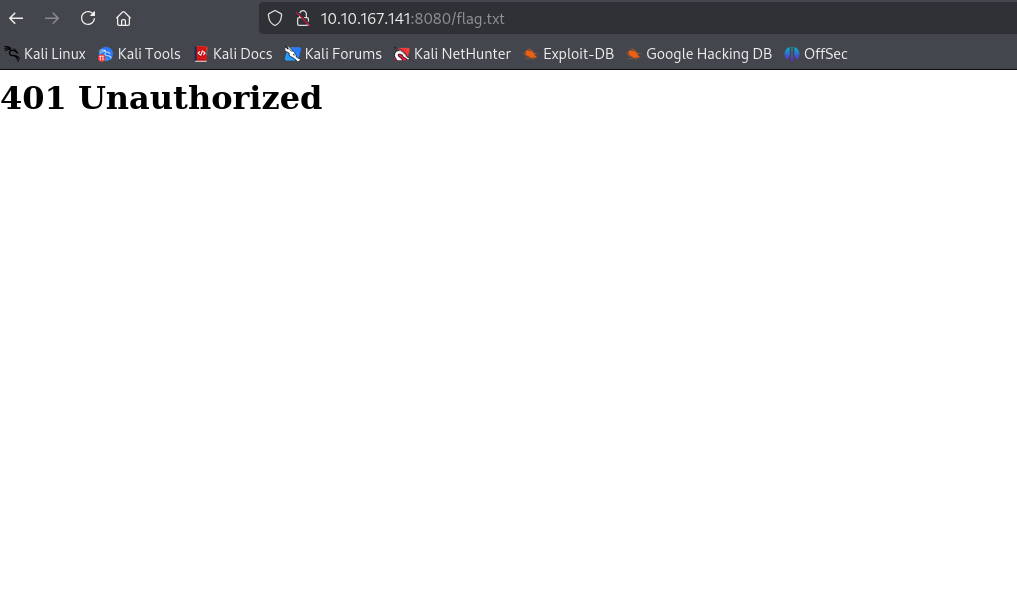 10.10.167.141:8080/flag.txt
Kali Linux Kali Tools Kali Docs Kali Forums Kali NetHunter Exploit-DB Google Hacking DB OffSec
401 Unauthorized